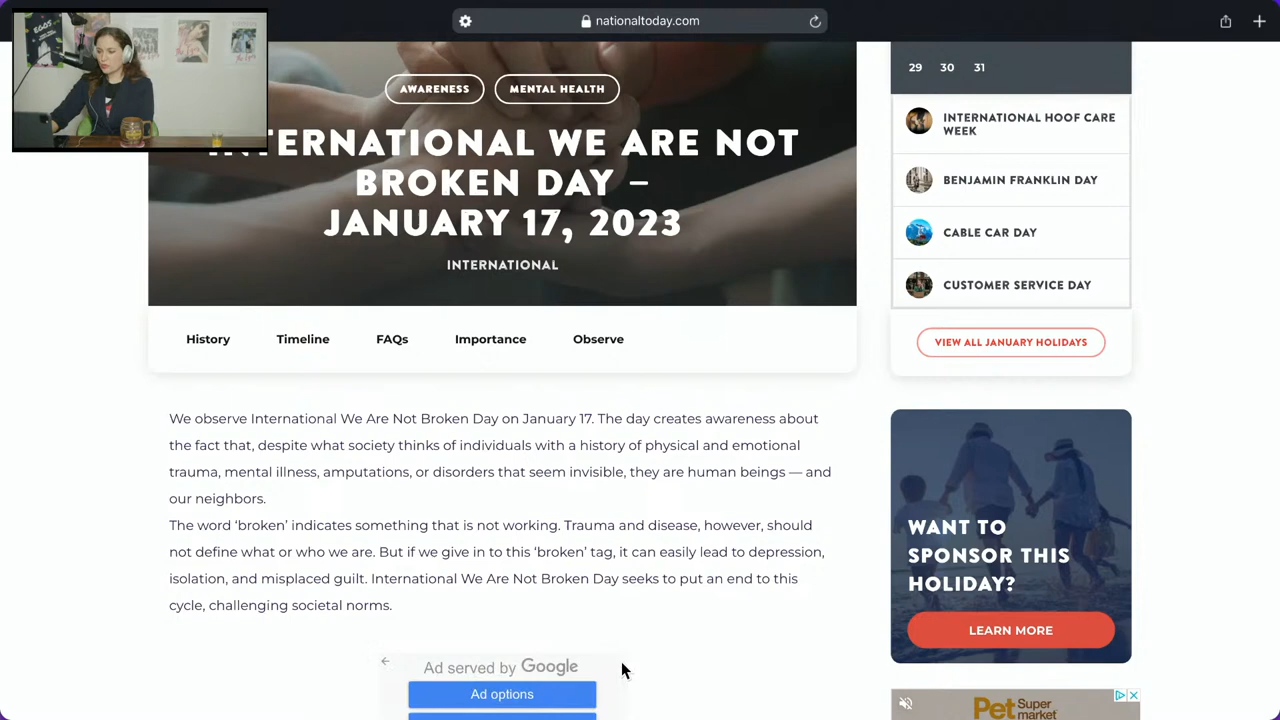 nationaltoday.com
AWARENESS
MENTAL HEALTH
INTERNATIONAL WE ARE NOT
BROKEN DAY –
JANUARY 17, 2023
INTERNATIONAL
History
Timeline
FAQs
Importance
Observe
We observe International We Are Not Broken Day on January 17. The day creates awareness about
the fact that, despite what society thinks of individuals with a history of physical and emotional
trauma, mental illness, amputations, or disorders that seem invisible, they are human beings — and
our neighbors.
The word ‘broken’ indicates something that is not working. Trauma and disease, however, should
not define what or who we are. But if we give in to this ‘broken’ tag, it can easily lead to depression,
isolation, and misplaced guilt. International We Are Not Broken Day seeks to put an end to this
cycle, challenging societal norms.
Ad served by Google
Ad options
29 30 31
INTERNATIONAL HOOF CARE
WEEK
BENJAMIN FRANKLIN DAY
CABLE CAR DAY
CUSTOMER SERVICE DAY
VIEW ALL JANUARY HOLIDAYS
WANT TO
SPONSOR THIS
HOLIDAY?
LEARN MORE
Pet Super
market